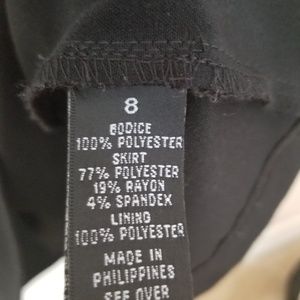 8
BODICE
100% POLYESTER
SKIRT
77% POLYESTER
19% RAYON
4% SPANDEX
LINING
100% POLYESTER
MADE IN
PHILIPPINES
SEE OVER